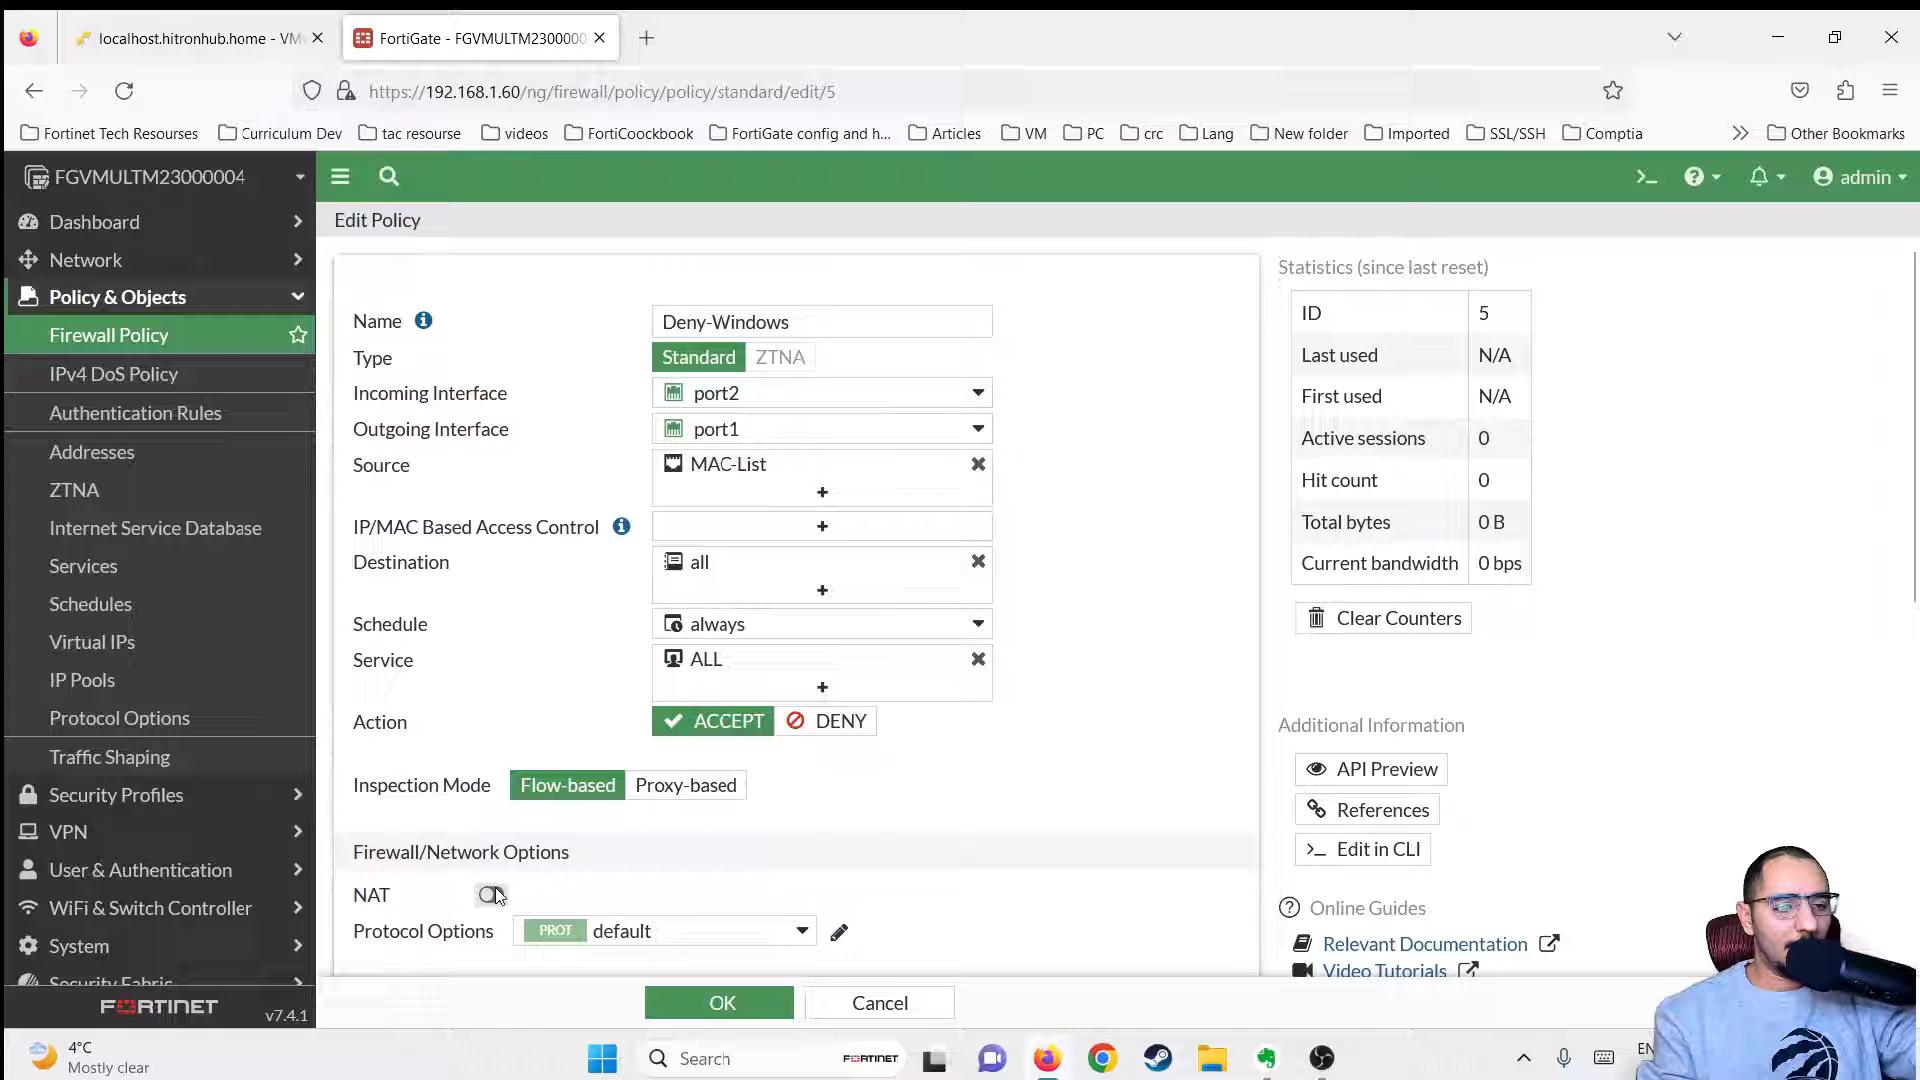 localhost.hitronhub.home - VM
FortiGate - FGVMULTM23000000
https://192.168.1.60/ng/firewall/policy/policy/standard/edit/5
Fortinet Tech Resourses
Curriculum Dev
tac resourse
videos
FortiCoockbook
FortiGate config and h...
Articles
VM
PC
crc
Lang
New folder
Imported
SSL/SSH
Comptia
Other Bookmarks
FGVMULTM23000004
admin
Dashboard
Network
Policy & Objects
Firewall Policy
IPv4 DoS Policy
Authentication Rules
Addresses
ZTNA
Internet Service Database
Services
Schedules
Virtual IPs
IP Pools
Protocol Options
Traffic Shaping
Security Profiles
VPN
User & Authentication
WiFi & Switch Controller
System
Security Fabric
FORTINET
v7.4.1
Edit Policy
Name Deny-Windows
Type Standard ZTNA
Incoming Interface port2
Outgoing Interface port1
Source MAC-List
+
IP/MAC Based Access Control +
Destination all
+
Schedule always
Service ALL
+
Action ACCEPT DENY
Inspection Mode Flow-based Proxy-based
Firewall/Network Options
NAT
Protocol Options PROT default
OK Cancel
Statistics (since last reset)
ID 5
Last used N/A
First used N/A
Active sessions 0
Hit count 0
Total bytes 0 B
Current bandwidth 0 bps
Clear Counters
Additional Information
API Preview
References
Edit in CLI
Online Guides
Relevant Documentation
Video Tutorials
4°C
Mostly clear
Search
FORTINET